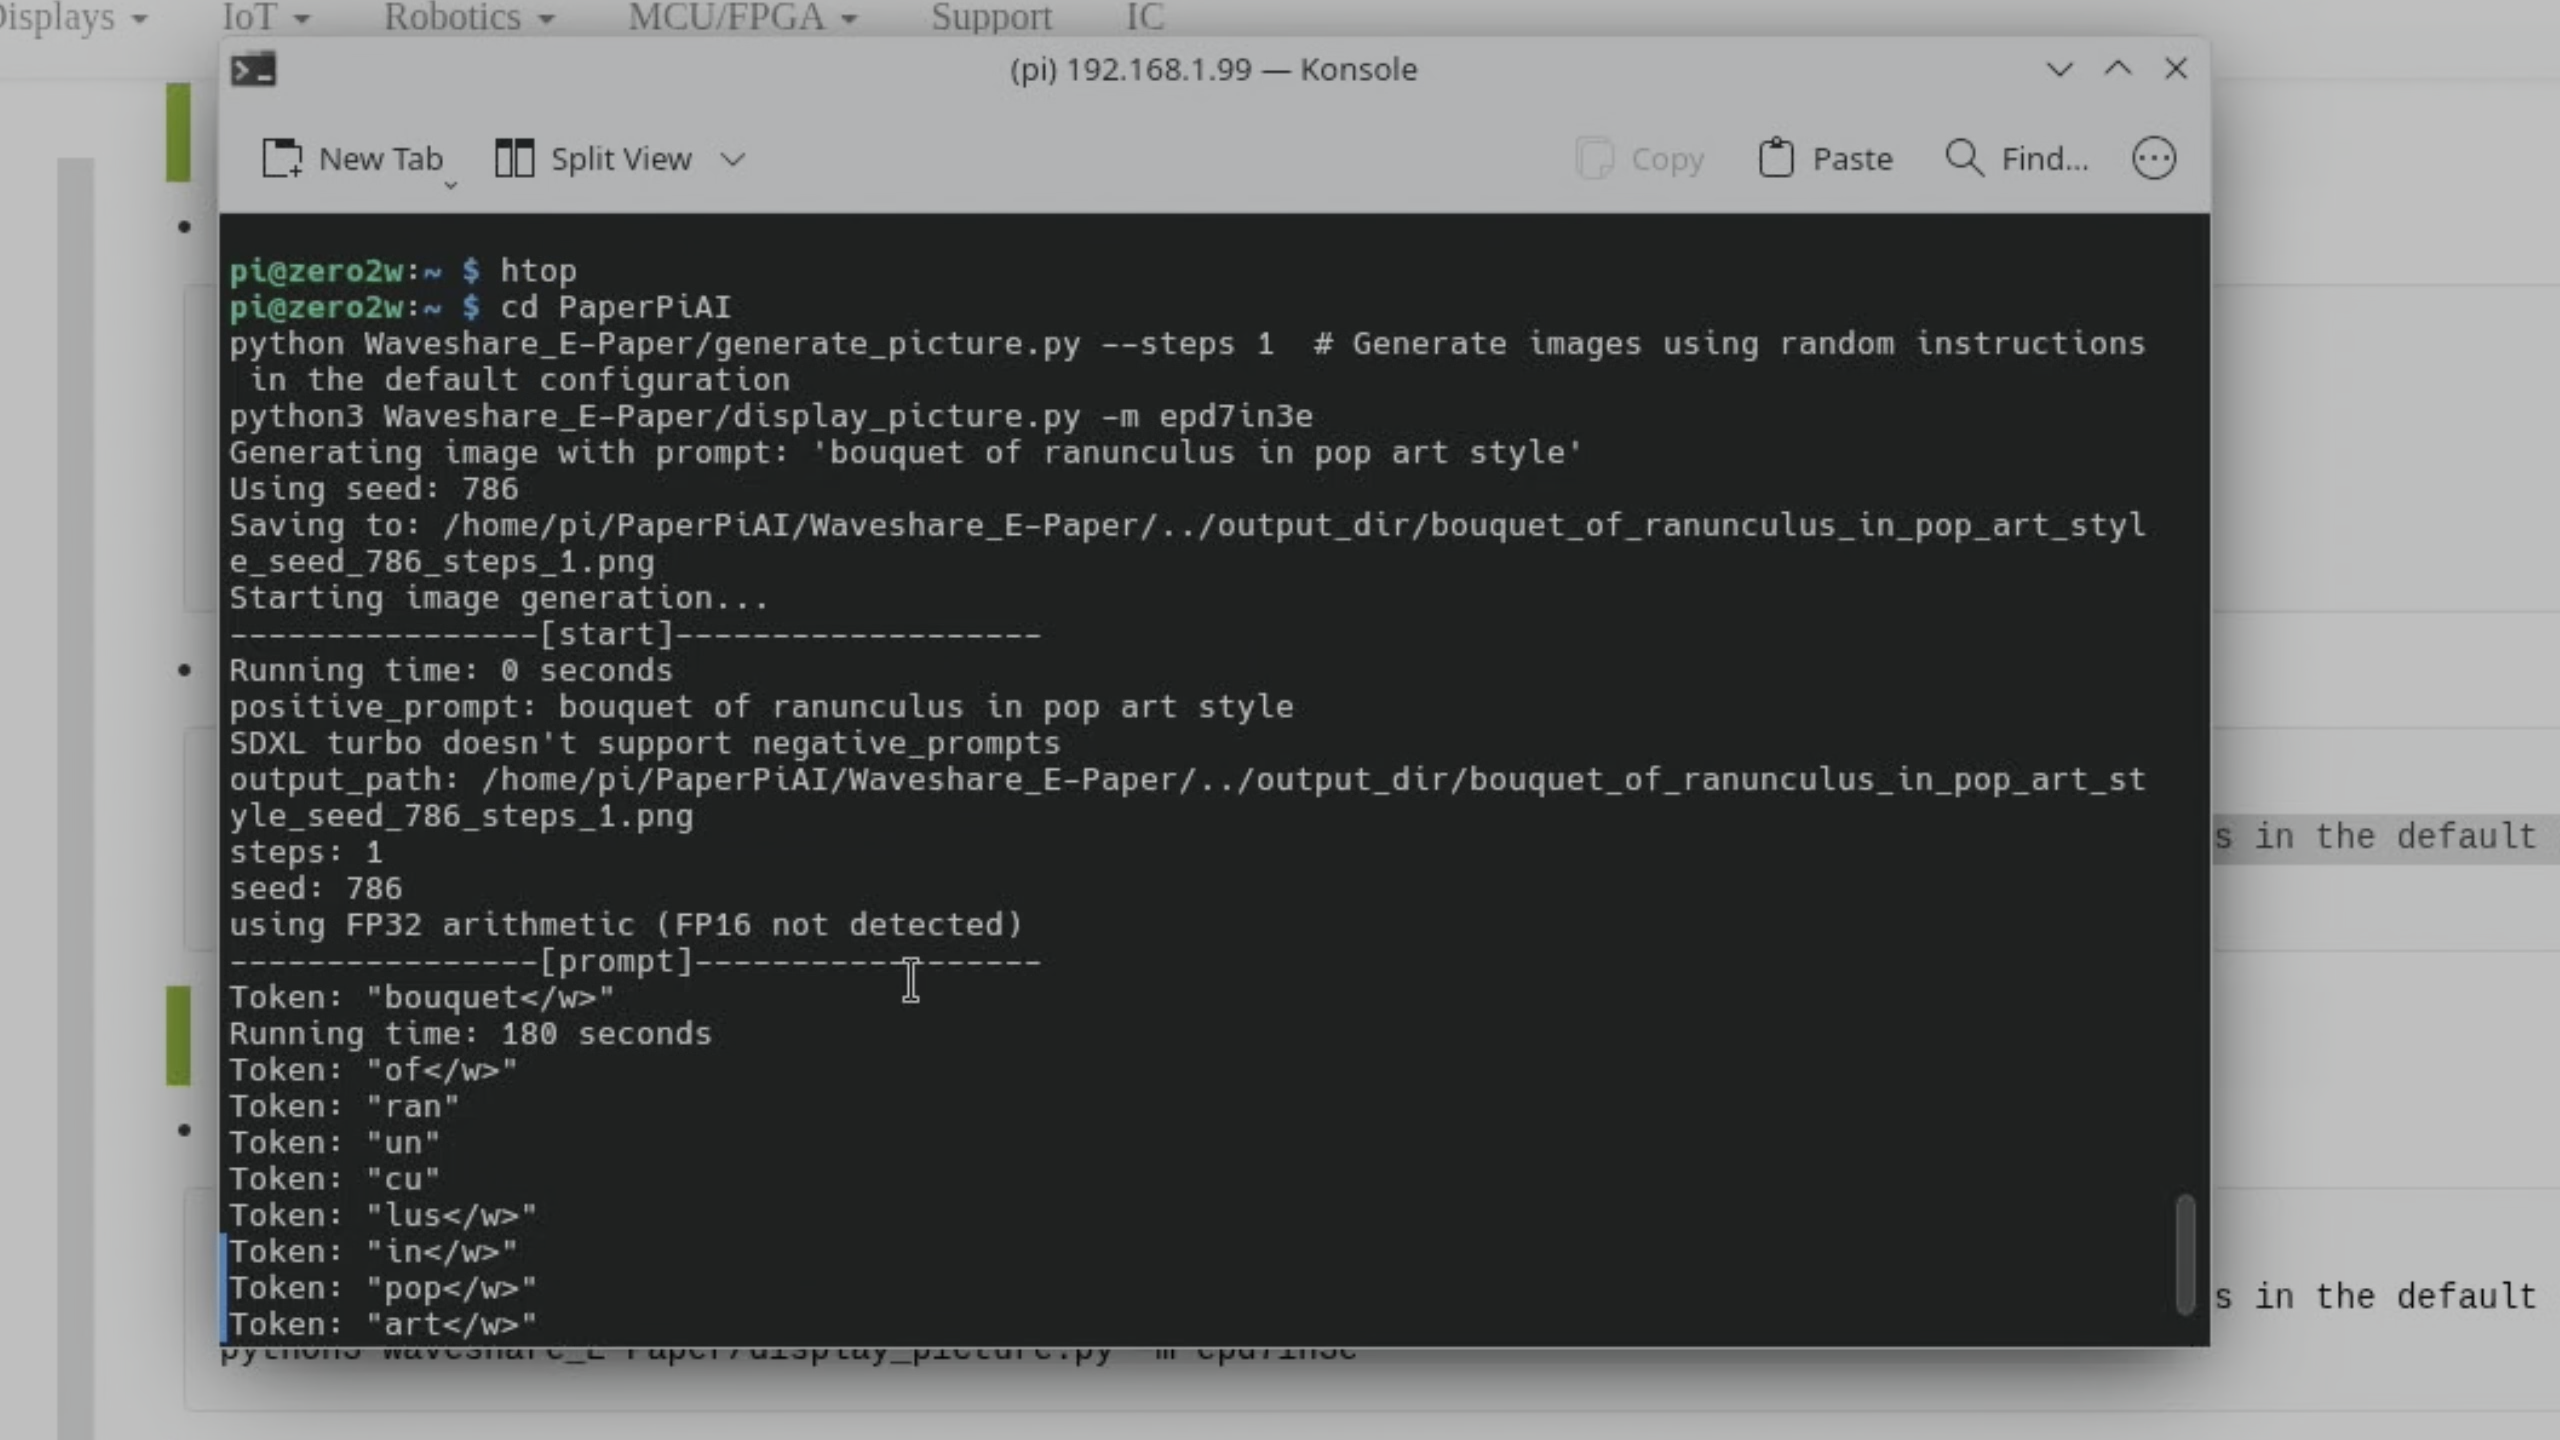 Displays IoT Robotics MCU/FPGA Support IC
(pi) 192.168.1.99 — Konsole
New Tab Split View Copy Paste Find...
pi@zero2w:~ $ htop
pi@zero2w:~ $ cd PaperPiAI
python Waveshare_E-Paper/generate_picture.py --steps 1  # Generate images using random instructions
 in the default configuration
python3 Waveshare_E-Paper/display_picture.py -m epd7in3e
Generating image with prompt: 'bouquet of ranunculus in pop art style'
Using seed: 786
Saving to: /home/pi/PaperPiAI/Waveshare_E-Paper/../output_dir/bouquet_of_ranunculus_in_pop_art_styl
e_seed_786_steps_1.png
Starting image generation...
----------------[start]-------------------
Running time: 0 seconds
positive_prompt: bouquet of ranunculus in pop art style
SDXL turbo doesn't support negative_prompts
output_path: /home/pi/PaperPiAI/Waveshare_E-Paper/../output_dir/bouquet_of_ranunculus_in_pop_art_st
yle_seed_786_steps_1.png
s in the default
steps: 1
seed: 786
using FP32 arithmetic (FP16 not detected)
----------------[prompt]------------------
Token: "bouquet</w>"
Running time: 180 seconds
Token: "of</w>"
Token: "ran"
Token: "un"
Token: "cu"
Token: "lus</w>"
Token: "in</w>"
Token: "pop</w>"
s in the default
Token: "art</w>"
python3 Waveshare_E-Paper/display_picture.py -m epd7in3e